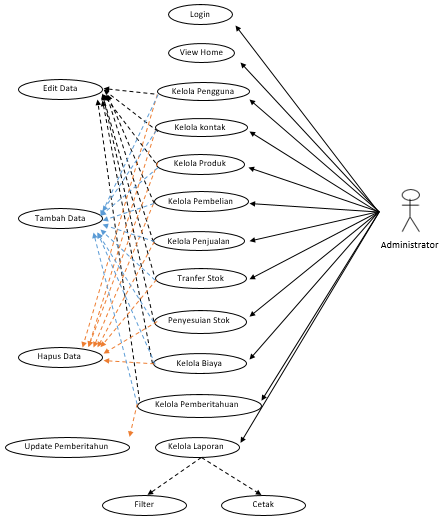 Login
View Home
Edit Data
Kelola Pengguna
Kelola kontak
Kelola Produk
Kelola Pembelian
Tambah Data
Kelola Penjualan
Administrator
Tranfer Stok
Penyesuian Stok
Hapus Data
Kelola Biaya
Kelola Pemberitahuan
Update Pemberitahun
Kelola Laporan
Filter
Cetak